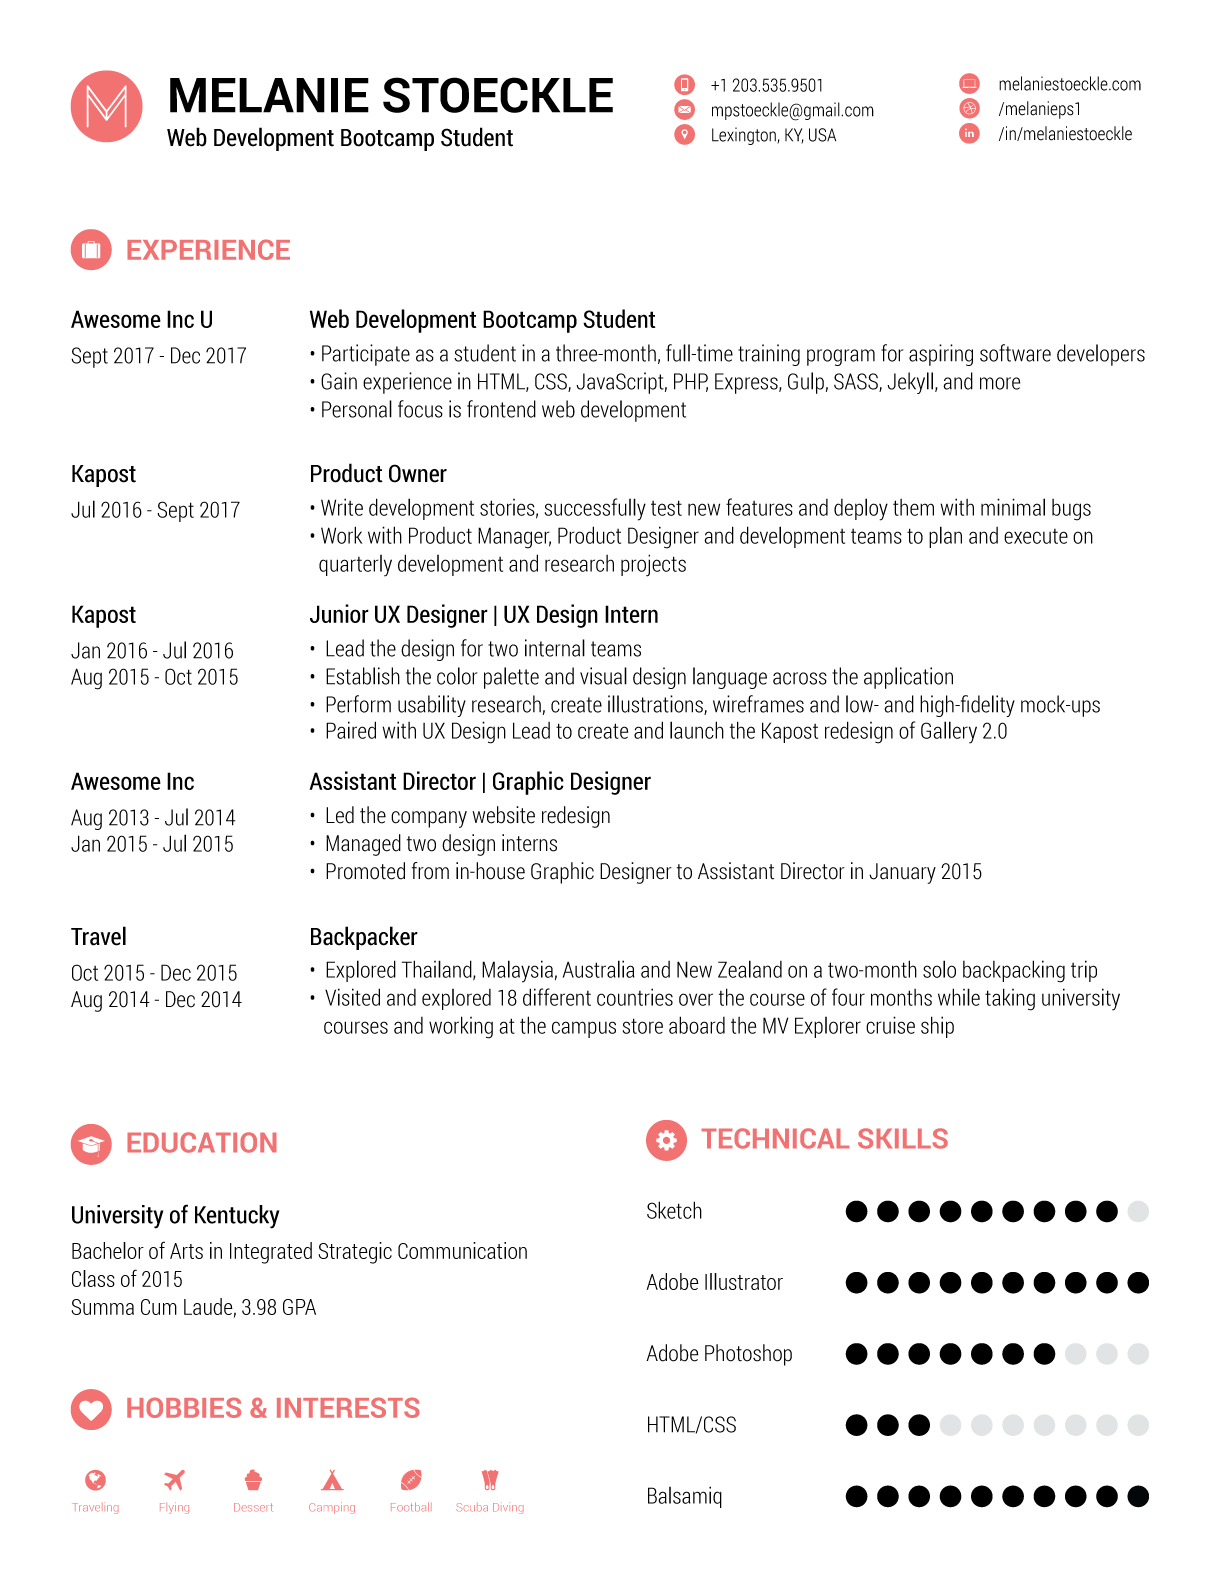 MELANIE STOECKLE
Web Development Bootcamp Student
+1 203.535.9501
mpstoeckle@gmail.com
Lexington, KY, USA
melaniestoeckle.com
/melanieps1
in /in/melaniestoeckle
EXPERIENCE
Awesome Inc U
Sept 2017 - Dec 2017
Web Development Bootcamp Student
• Participate as a student in a three-month, full-time training program for aspiring software developers
• Gain experience in HTML, CSS, JavaScript, PHP, Express, Gulp, SASS, Jekyll, and more
• Personal focus is frontend web development
Kapost
Jul 2016 - Sept 2017
Product Owner
• Write development stories, successfully test new features and deploy them with minimal bugs
• Work with Product Manager, Product Designer and development teams to plan and execute on
quarterly development and research projects
Kapost
Jan 2016 - Jul 2016
Aug 2015 - Oct 2015
Junior UX Designer | UX Design Intern
• Lead the design for two internal teams
• Establish the color palette and visual design language across the application
• Perform usability research, create illustrations, wireframes and low- and high-fidelity mock-ups
• Paired with UX Design Lead to create and launch the Kapost redesign of Gallery 2.0
Awesome Inc
Aug 2013 - Jul 2014
Jan 2015 - Jul 2015
Assistant Director | Graphic Designer
• Led the company website redesign
• Managed two design interns
• Promoted from in-house Graphic Designer to Assistant Director in January 2015
Travel
Oct 2015 - Dec 2015
Aug 2014 - Dec 2014
Backpacker
• Explored Thailand, Malaysia, Australia and New Zealand on a two-month solo backpacking trip
• Visited and explored 18 different countries over the course of four months while taking university
courses and working at the campus store aboard the MV Explorer cruise ship
EDUCATION
University of Kentucky
Bachelor of Arts in Integrated Strategic Communication
Class of 2015
Summa Cum Laude, 3.98 GPA
HOBBIES & INTERESTS
Traveling
Flying
Dessert
Camping
Football
Scuba Diving
TECHNICAL SKILLS
Sketch
Adobe Illustrator
Adobe Photoshop
HTML/CSS
Balsamiq